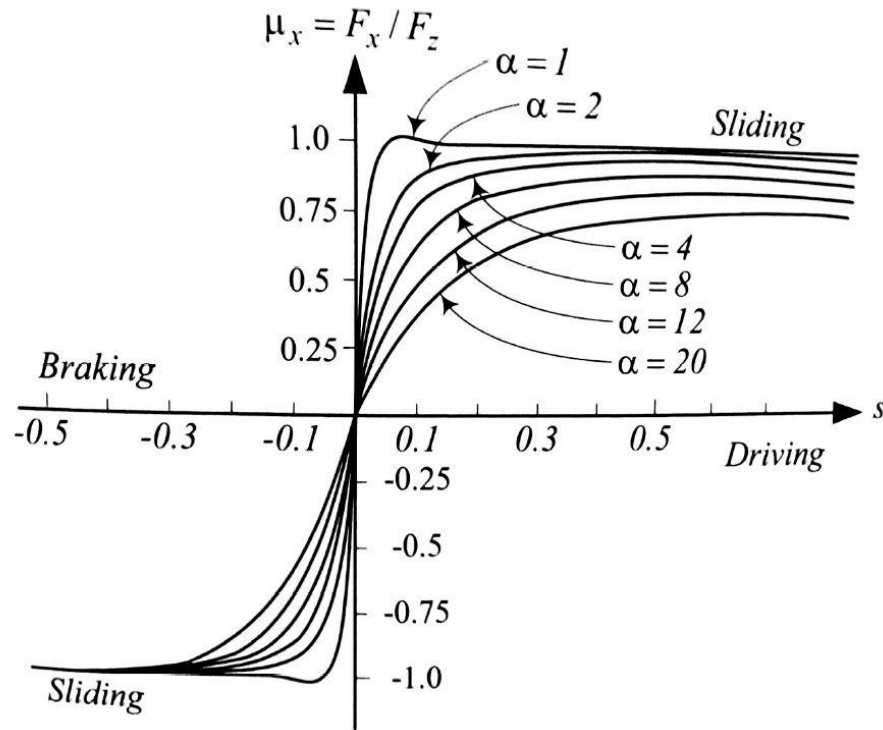 μx = Fx / Fz
α = 1
α = 2
1.0
Sliding
0.75
α = 4
0.5
α = 8
α = 12
0.25
α = 20
Braking
s
-0.5 -0.3 -0.1 0.1 0.3 0.5
Driving
-0.25
-0.5
-0.75
-1.0
Sliding